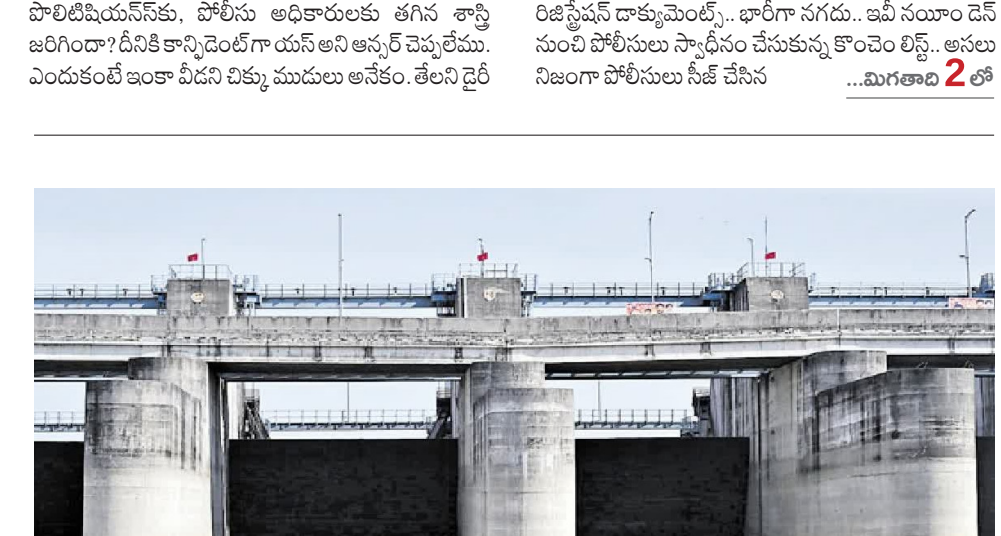 పొలిటిషియన్స్‌కు, పోలీసు అధికారులకు తగిన శాస్తి
జరిగిందా? దీనికి కాన్ఫిడెంట్‌గా యస్ అని ఆన్సర్ చెప్పలేము.
ఎందుకంటే ఇంకా వీడని చిక్కు ముడులు అనేకం. తేలని డైరీ
రిజిస్ట్రేషన్ డాక్యుమెంట్స్.. భారీగా నగదు.. ఇవీ నయీం డెన్
నుంచి పోలీసులు స్వాధీనం చేసుకున్న కొంచెం లిస్ట్.. అసలు
నిజంగా పోలీసులు సీజ్ చేసిన
...మిగతాది 2 లో